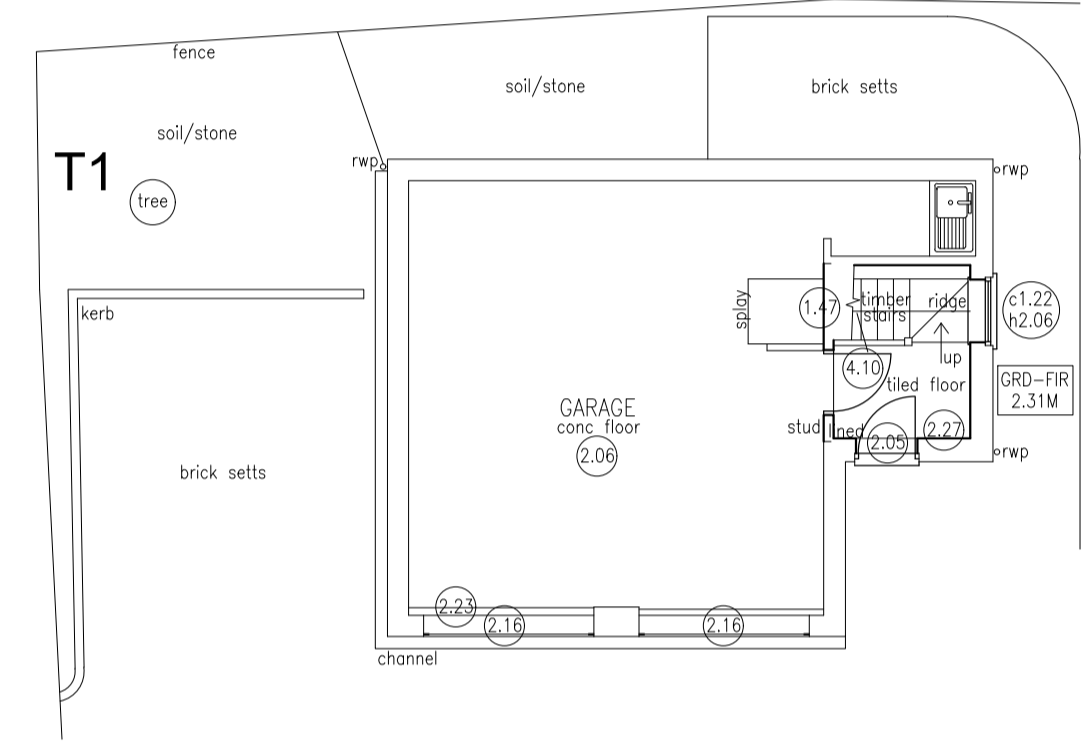 fence
soil/stone
brick setts
soil/stone
T1
rwp
rwp
tree
timber
stairs
ridge
1.47
c1.22
h2.06
splay
kerb
up
4.10
tiled floor
GRD-FIR
2.31M
GARAGE
conc floor
2.06
stud lined
2.05
2.27
rwp
brick setts
2.23
2.16
2.16
channel